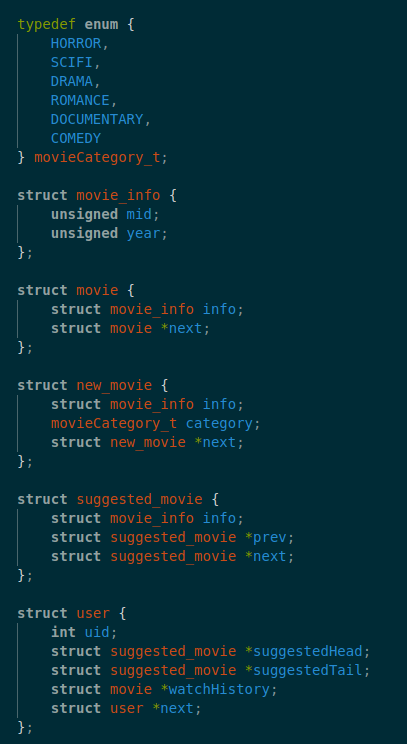 typedef enum {
    HORROR,
    SCIFI,
    DRAMA,
    ROMANCE,
    DOCUMENTARY,
    COMEDY
} movieCategory_t;

struct movie_info {
    unsigned mid;
    unsigned year;
};

struct movie {
    struct movie_info info;
    struct movie *next;
};

struct new_movie {
    struct movie_info info;
    movieCategory_t category;
    struct new_movie *next;
};

struct suggested_movie {
    struct movie_info info;
    struct suggested_movie *prev;
    struct suggested_movie *next;
};

struct user {
    int uid;
    struct suggested_movie *suggestedHead;
    struct suggested_movie *suggestedTail;
    struct movie *watchHistory;
    struct user *next;
};